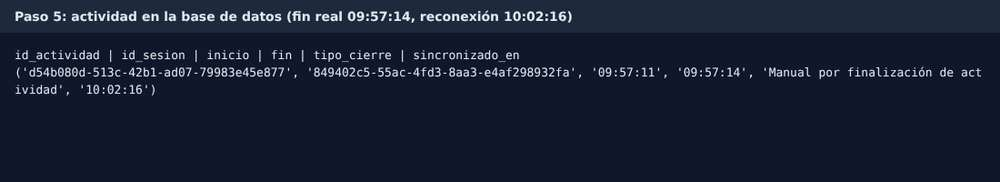 Paso 5: actividad en la base de datos (fin real 09:57:14, reconexión 10:02:16)
id_actividad | id_sesion | inicio | fin | tipo_cierre | sincronizado_en
('d54b080d-513c-42b1-ad07-79983e45e877', '849402c5-55ac-4fd3-8aa3-e4af298932fa', '09:57:11', '09:57:14', 'Manual por finalización de act
ividad', '10:02:16')